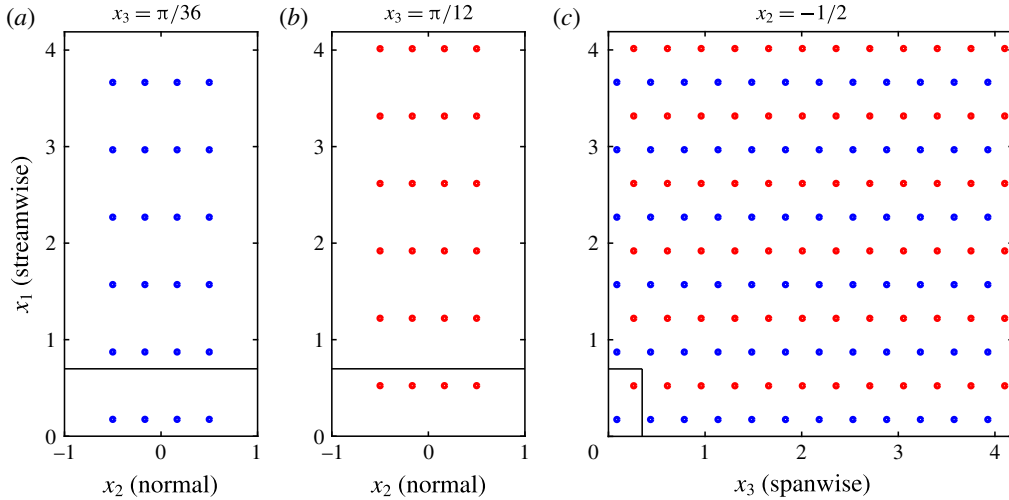 (a) x₃ = π/36
(b) x₃ = π/12
(c) x₂ = −1/2
x₁ (streamwise)
4
3
2
1
0
−1 0 1
x₂ (normal)
4
3
2
1
0
−1 0 1
x₂ (normal)
4
3
2
1
0
0 1 2 3 4
x₃ (spanwise)